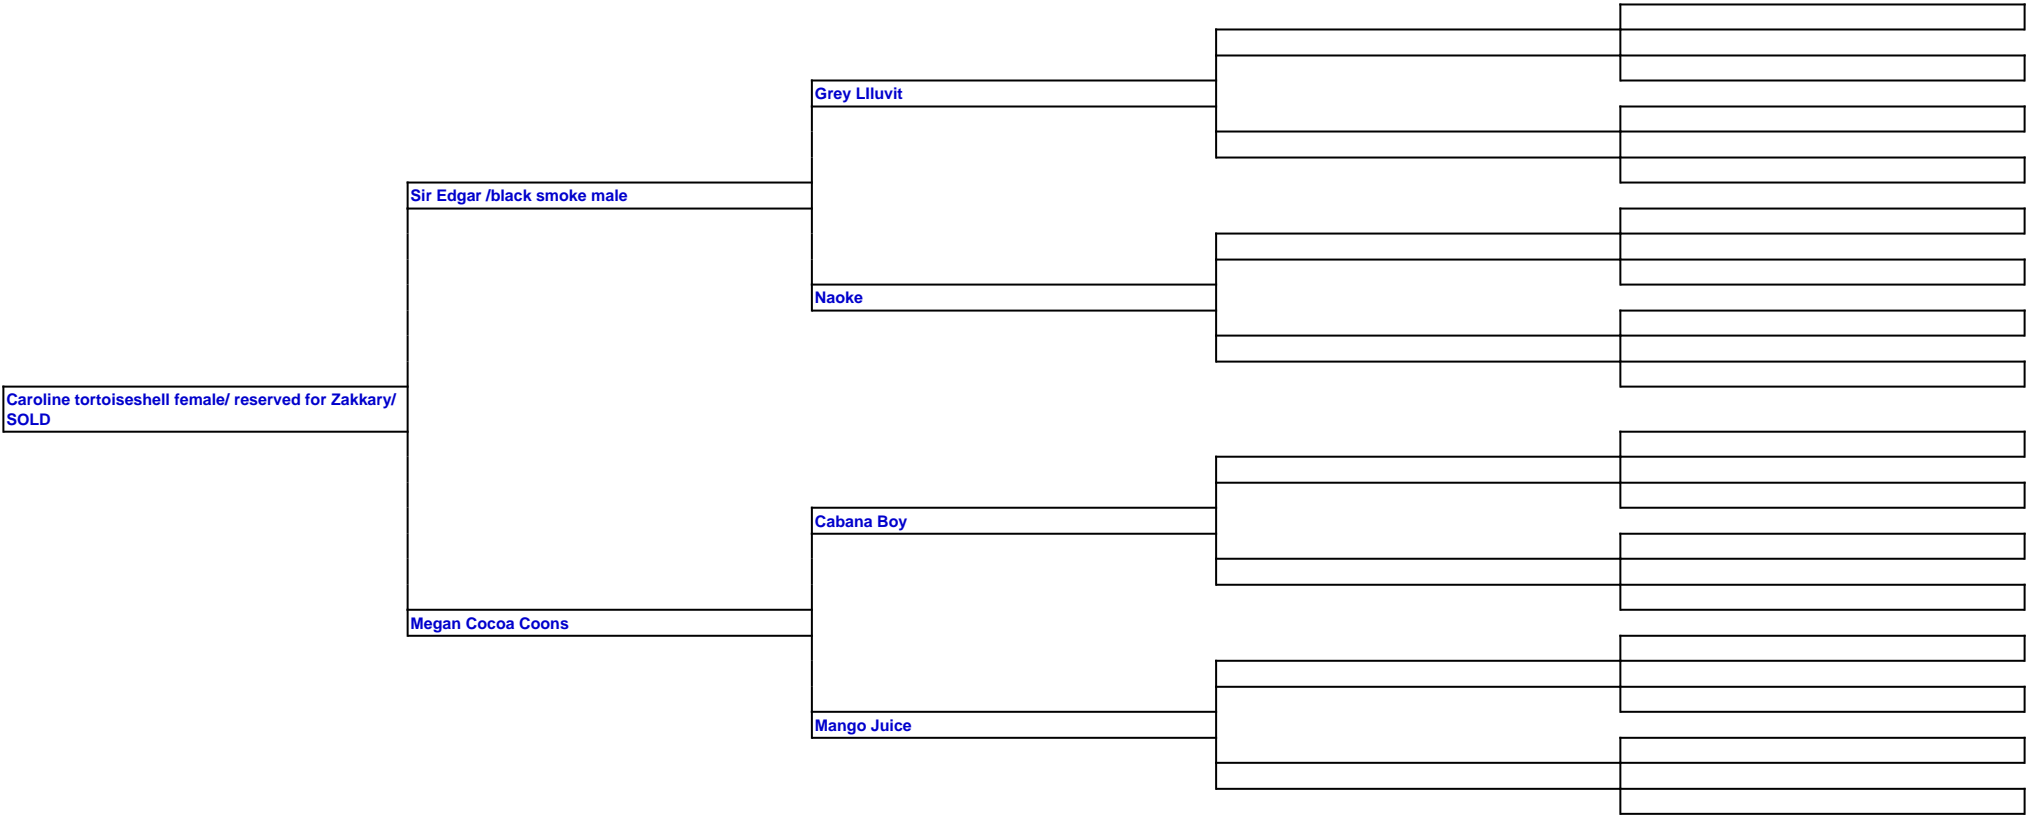 Grey LIluvit
Sir Edgar /black smoke male
Naoke
Caroline tortoiseshell female/ reserved for Zakkary/
SOLD
Cabana Boy
Megan Cocoa Coons
Mango Juice